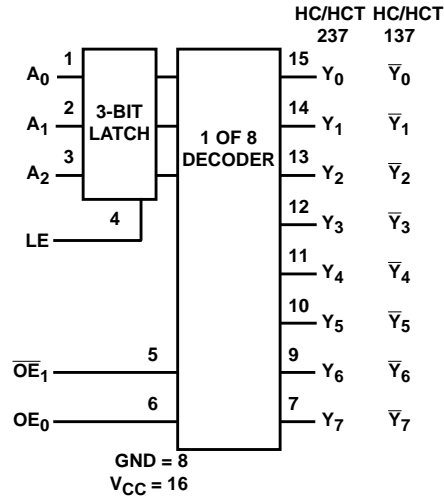 HC/HCT HC/HCT
237 137
1 15
A0 Y0 Y̅0
3-BIT
LATCH
2 14
A1 Y1 Y̅1
1 OF 8
DECODER
3 13
A2 Y2 Y̅2
4 12
Y3 Y̅3
LE
11
Y4 Y̅4
10
Y5 Y̅5
5 9
O̅E̅1 Y6 Y̅6
6 7
OE0 Y7 Y̅7
GND = 8
VCC = 16